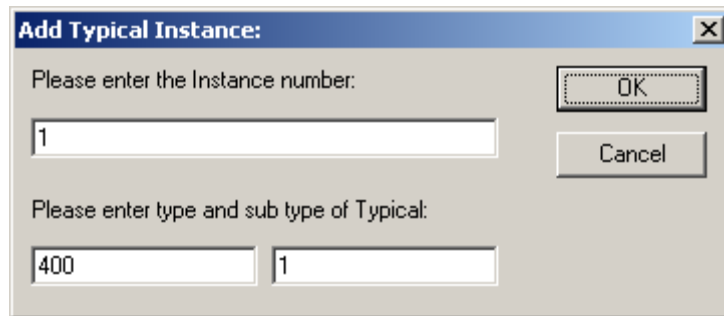 Add Typical Instance:
Please enter the Instance number:
OK
1
Cancel
Please enter type and sub type of Typical:
400 1